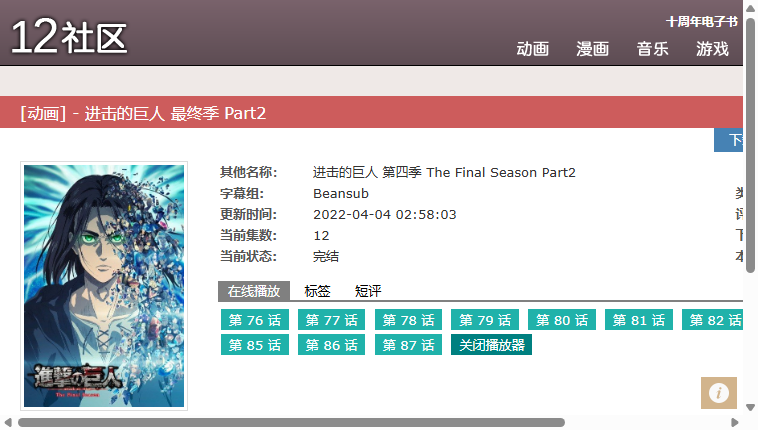 12社区
十周年电子书
动画 漫画 音乐 游戏
[动画] - 进击的巨人 最终季 Part2
其他名称: 进击的巨人 第四季 The Final Season Part2
字幕组: Beansub
更新时间: 2022-04-04 02:58:03
当前集数: 12
当前状态: 完结
在线播放 标签 短评
第 76 话 第 77 话 第 78 话 第 79 话 第 80 话 第 81 话 第 82 话
第 85 话 第 86 话 第 87 话 关闭播放器
進撃の巨人
The Final Season
i